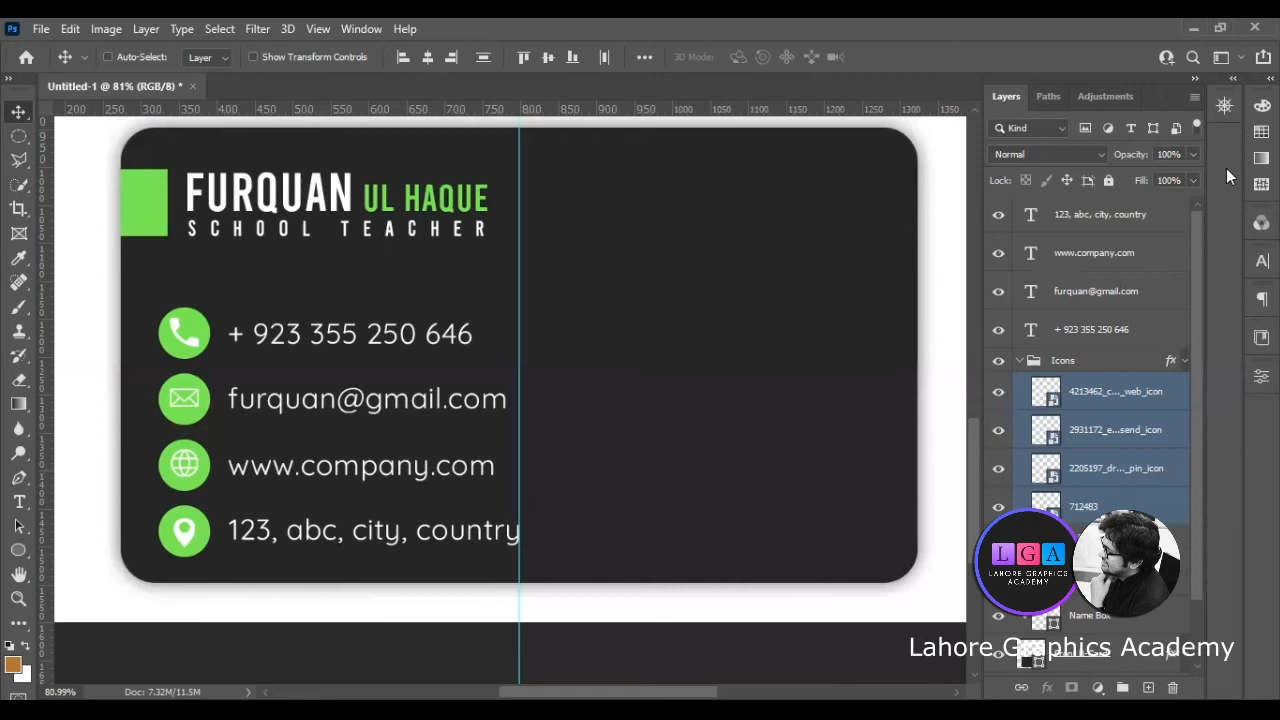 Ps File Edit Image Layer Type Select Filter 3D View Window Help
Auto-Select: Layer Show Transform Controls 3D Mode:
Untitled-1 @ 81% (RGB/8) *
200 250 300 350 400 450 500 550 600 650 700 750 800 850 900 950 1000 1050 1100 1150 1200 1250 1300 1350
Layers Paths Adjustments
Kind
Normal Opacity: 100%
Lock: Fill: 100%
123, abc, city, country
www.company.com
furquan@gmail.com
+ 923 355 250 646
Icons fx
4213462_c..._web_icon
2931172_e...send_icon
2205197_dr..._pin_icon
712483
Name Box
FURQUAN UL HAQUE
SCHOOL TEACHER
+ 923 355 250 646
furquan@gmail.com
www.company.com
123, abc, city, country
LGA
LAHORE GRAPHICS
ACADEMY
Lahore Graphics Academy
80.99% Doc: 7.32M/11.5M